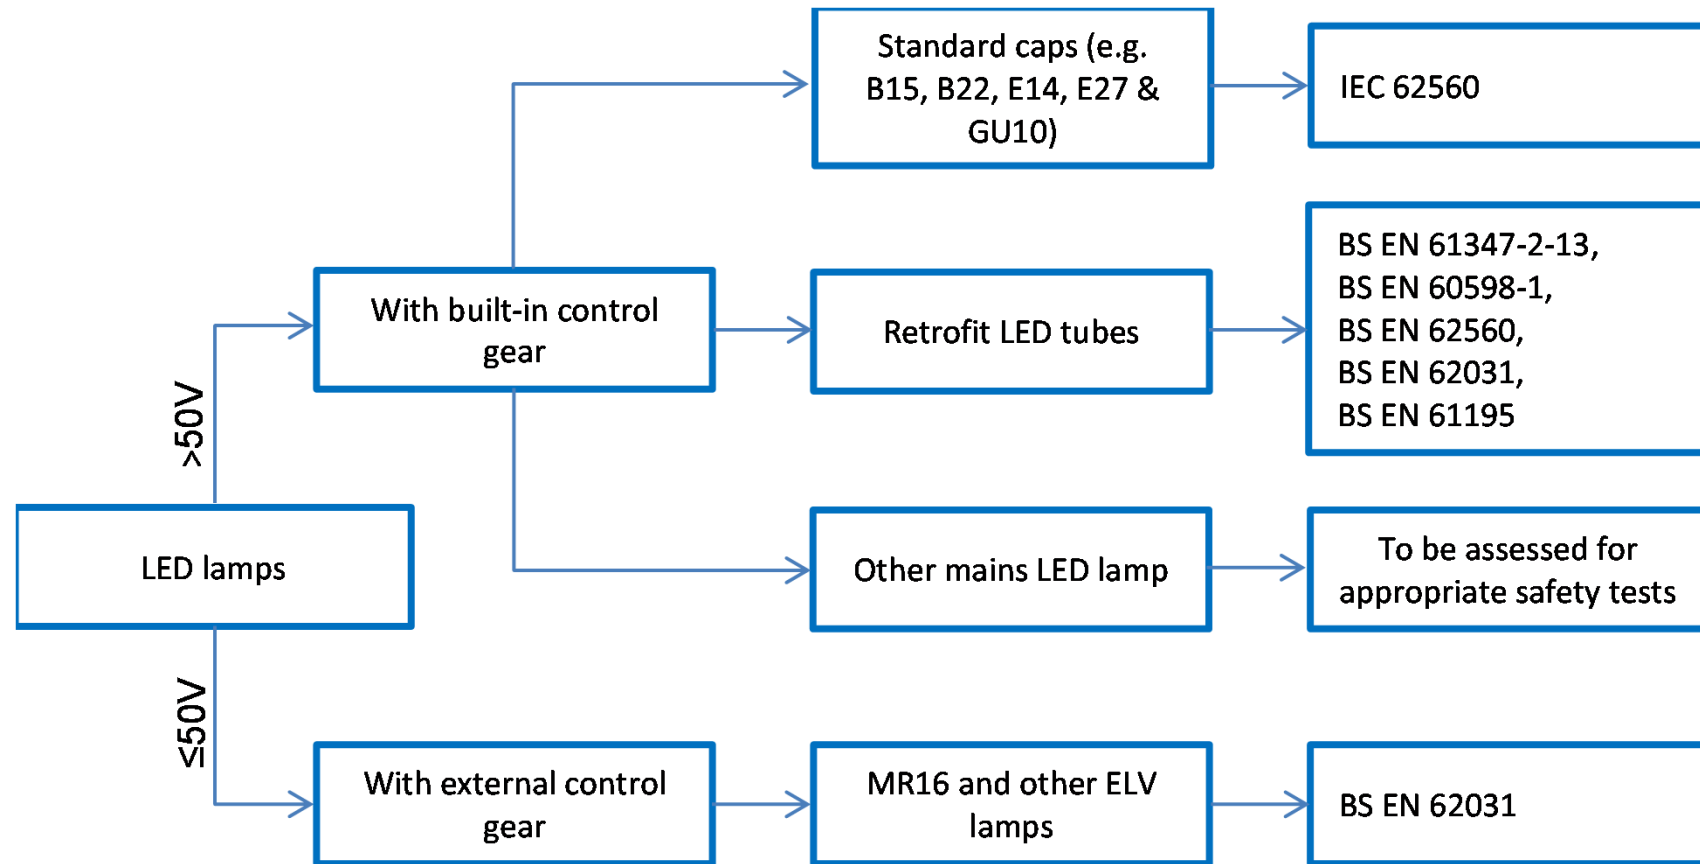 Standard caps (e.g.
B15, B22, E14, E27 &
GU10)
IEC 62560
With built-in control
gear
Retrofit LED tubes
BS EN 61347-2-13,
BS EN 60598-1,
BS EN 62560,
BS EN 62031,
BS EN 61195
>50V
LED lamps
Other mains LED lamp
To be assessed for
appropriate safety tests
≤50V
With external control
gear
MR16 and other ELV
lamps
BS EN 62031